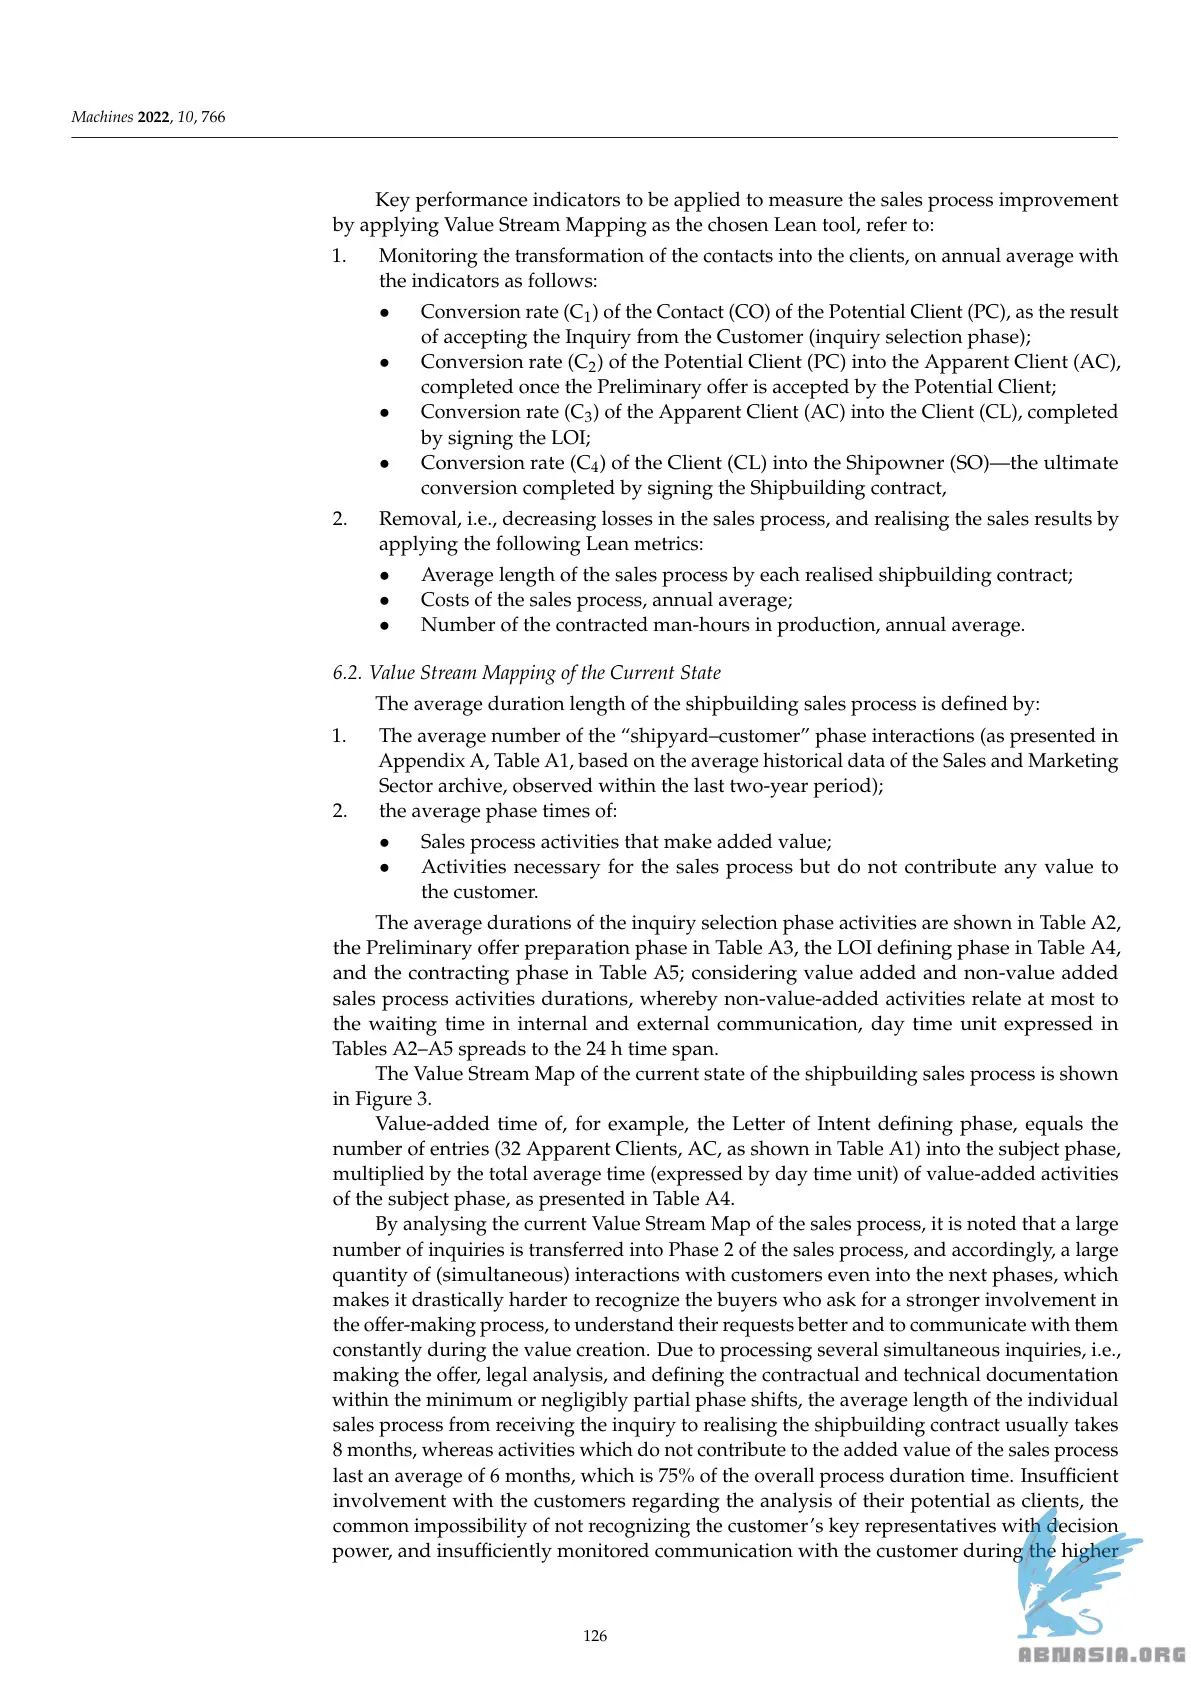 Machines 2022, 10, 766
Key performance indicators to be applied to measure the sales process improvement
by applying Value Stream Mapping as the chosen Lean tool, refer to:
1. Monitoring the transformation of the contacts into the clients, on annual average with
the indicators as follows:
• Conversion rate (C1) of the Contact (CO) of the Potential Client (PC), as the result
of accepting the Inquiry from the Customer (inquiry selection phase);
• Conversion rate (C2) of the Potential Client (PC) into the Apparent Client (AC),
completed once the Preliminary offer is accepted by the Potential Client;
• Conversion rate (C3) of the Apparent Client (AC) into the Client (CL), completed
by signing the LOI;
• Conversion rate (C4) of the Client (CL) into the Shipowner (SO)—the ultimate
conversion completed by signing the Shipbuilding contract,
2. Removal, i.e., decreasing losses in the sales process, and realising the sales results by
applying the following Lean metrics:
• Average length of the sales process by each realised shipbuilding contract;
• Costs of the sales process, annual average;
• Number of the contracted man-hours in production, annual average.
6.2. Value Stream Mapping of the Current State
The average duration length of the shipbuilding sales process is defined by:
1. The average number of the “shipyard–customer” phase interactions (as presented in
Appendix A, Table A1, based on the average historical data of the Sales and Marketing
Sector archive, observed within the last two-year period);
2. the average phase times of:
• Sales process activities that make added value;
• Activities necessary for the sales process but do not contribute any value to
the customer.
The average durations of the inquiry selection phase activities are shown in Table A2,
the Preliminary offer preparation phase in Table A3, the LOI defining phase in Table A4,
and the contracting phase in Table A5; considering value added and non-value added
sales process activities durations, whereby non-value-added activities relate at most to
the waiting time in internal and external communication, day time unit expressed in
Tables A2–A5 spreads to the 24 h time span.
The Value Stream Map of the current state of the shipbuilding sales process is shown
in Figure 3.
Value-added time of, for example, the Letter of Intent defining phase, equals the
number of entries (32 Apparent Clients, AC, as shown in Table A1) into the subject phase,
multiplied by the total average time (expressed by day time unit) of value-added activities
of the subject phase, as presented in Table A4.
By analysing the current Value Stream Map of the sales process, it is noted that a large
number of inquiries is transferred into Phase 2 of the sales process, and accordingly, a large
quantity of (simultaneous) interactions with customers even into the next phases, which
makes it drastically harder to recognize the buyers who ask for a stronger involvement in
the offer-making process, to understand their requests better and to communicate with them
constantly during the value creation. Due to processing several simultaneous inquiries, i.e.,
making the offer, legal analysis, and defining the contractual and technical documentation
within the minimum or negligibly partial phase shifts, the average length of the individual
sales process from receiving the inquiry to realising the shipbuilding contract usually takes
8 months, whereas activities which do not contribute to the added value of the sales process
last an average of 6 months, which is 75% of the overall process duration time. Insufficient
involvement with the customers regarding the analysis of their potential as clients, the
common impossibility of not recognizing the customer’s key representatives with decision
power, and insufficiently monitored communication with the customer during the higher
126
ABNASIA.ORG